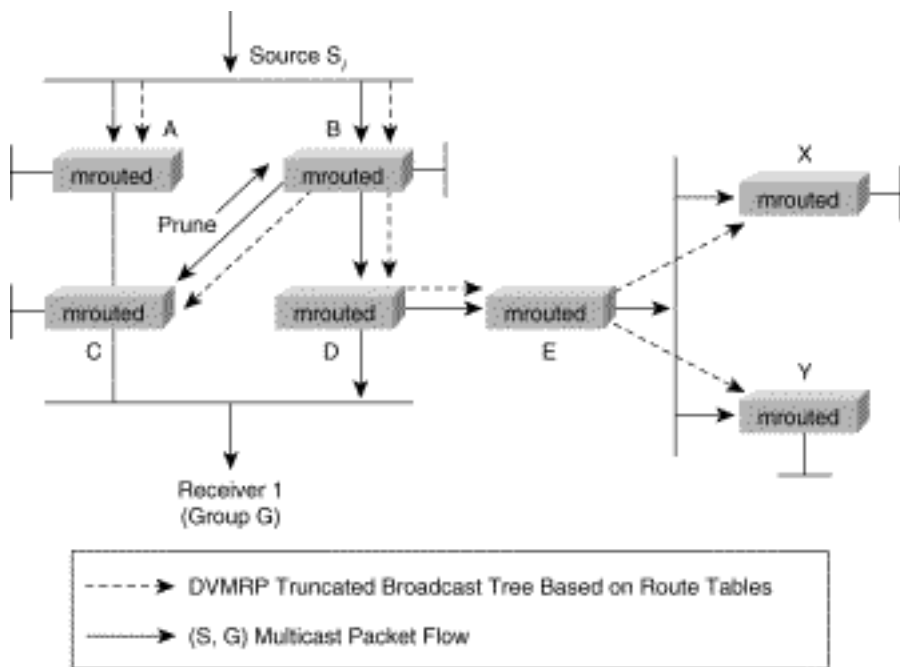 Source Si
A
B
X
mrouted
mrouted
mrouted
Prune
mrouted
mrouted
mrouted
C
D
E
Y
mrouted
Receiver 1
(Group G)
DVMRP Truncated Broadcast Tree Based on Route Tables
(S, G) Multicast Packet Flow